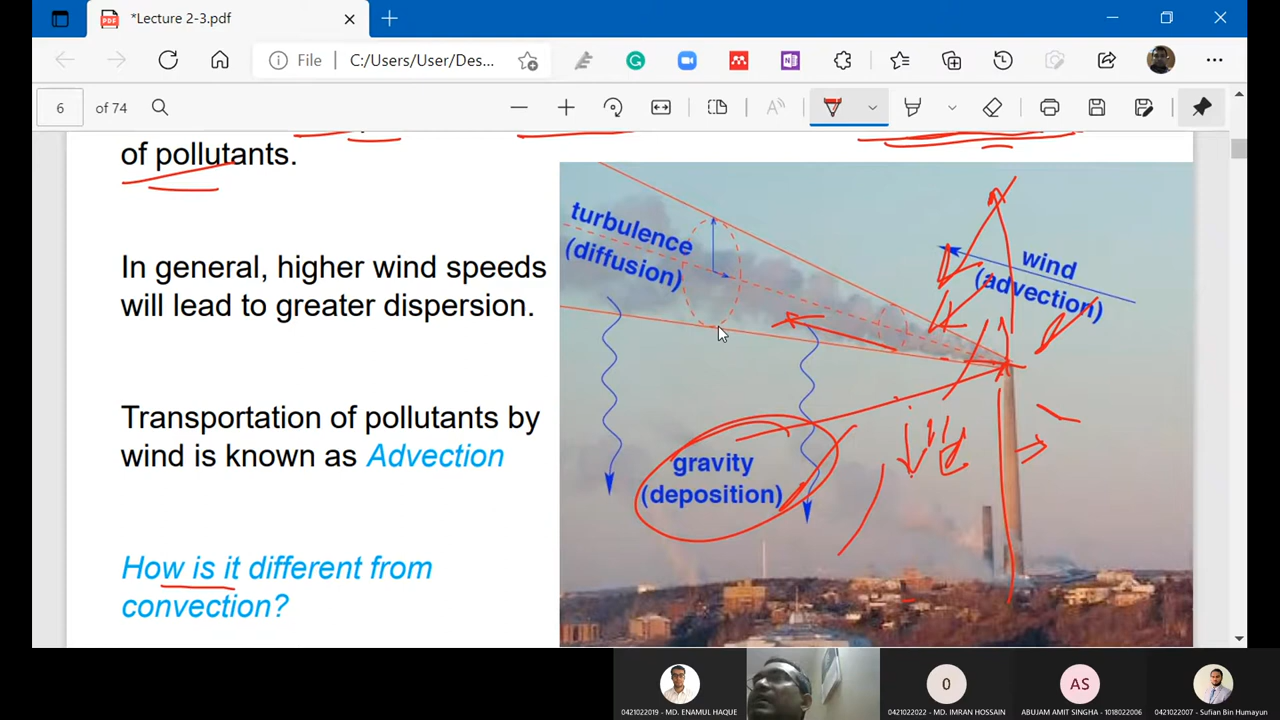 *Lecture 2-3.pdf
File
C:/Users/User/Des...
6
of 74
of pollutants.
In general, higher wind speeds
will lead to greater dispersion.
Transportation of pollutants by
wind is known as Advection
How is it different from
convection?
turbulence
(diffusion)
wind
(advection)
gravity
(deposition)
0421022019 - MD. ENAMUL HAQUE
0
0421022022 - MD. IMRAN HOSSAIN
AS
ABUJAM AMIT SINGHA - 1018022006
0421022007 - Sufian Bin Humayun